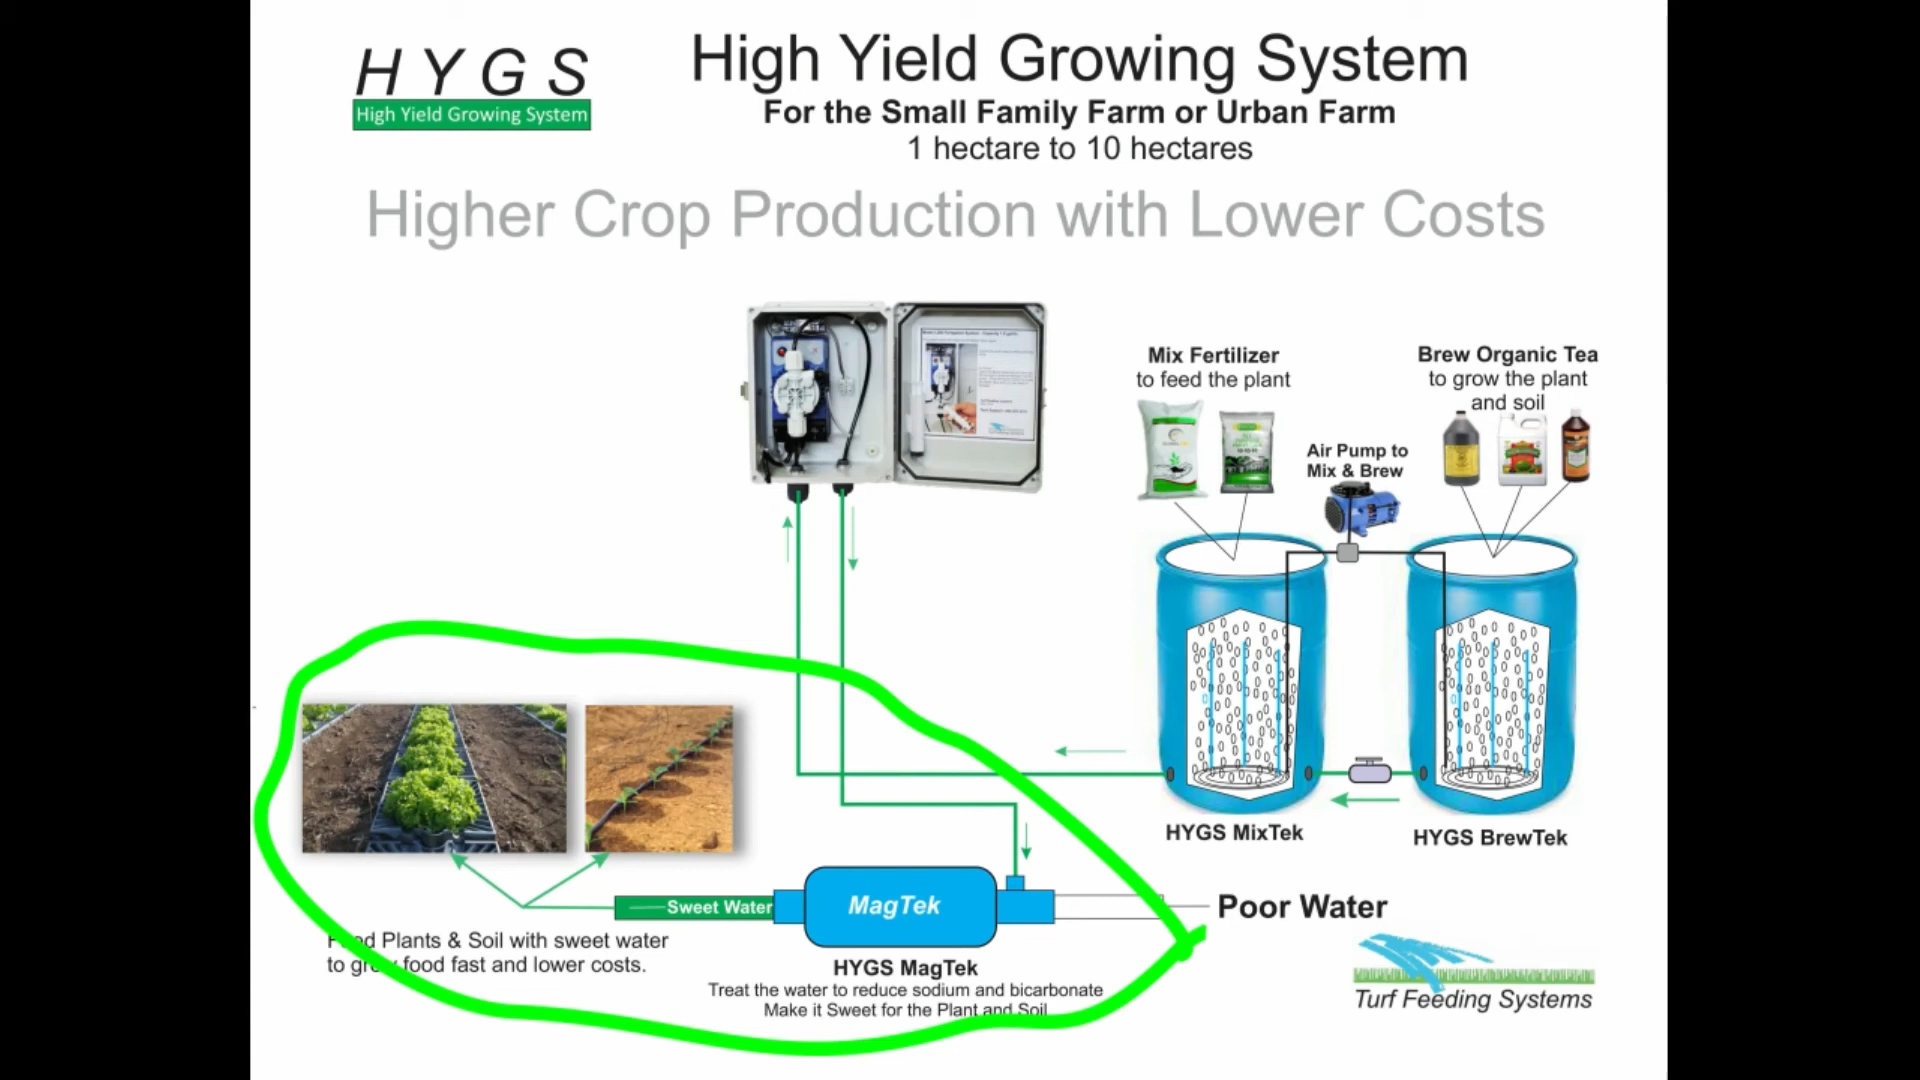 H Y G S
High Yield Growing System
High Yield Growing System
For the Small Family Farm or Urban Farm
1 hectare to 10 hectares
Higher Crop Production with Lower Costs
Mix Fertilizer
to feed the plant
Brew Organic Tea
to grow the plant
and soil
Air Pump to
Mix & Brew
HYGS MixTek
HYGS BrewTek
Sweet Water
MagTek
Poor Water
Plants & Soil with sweet water
to grow food fast and lower costs.
HYGS MagTek
Treat the water to reduce sodium and bicarbonate
Make it Sweet for the Plant and Soil
Turf Feeding Systems